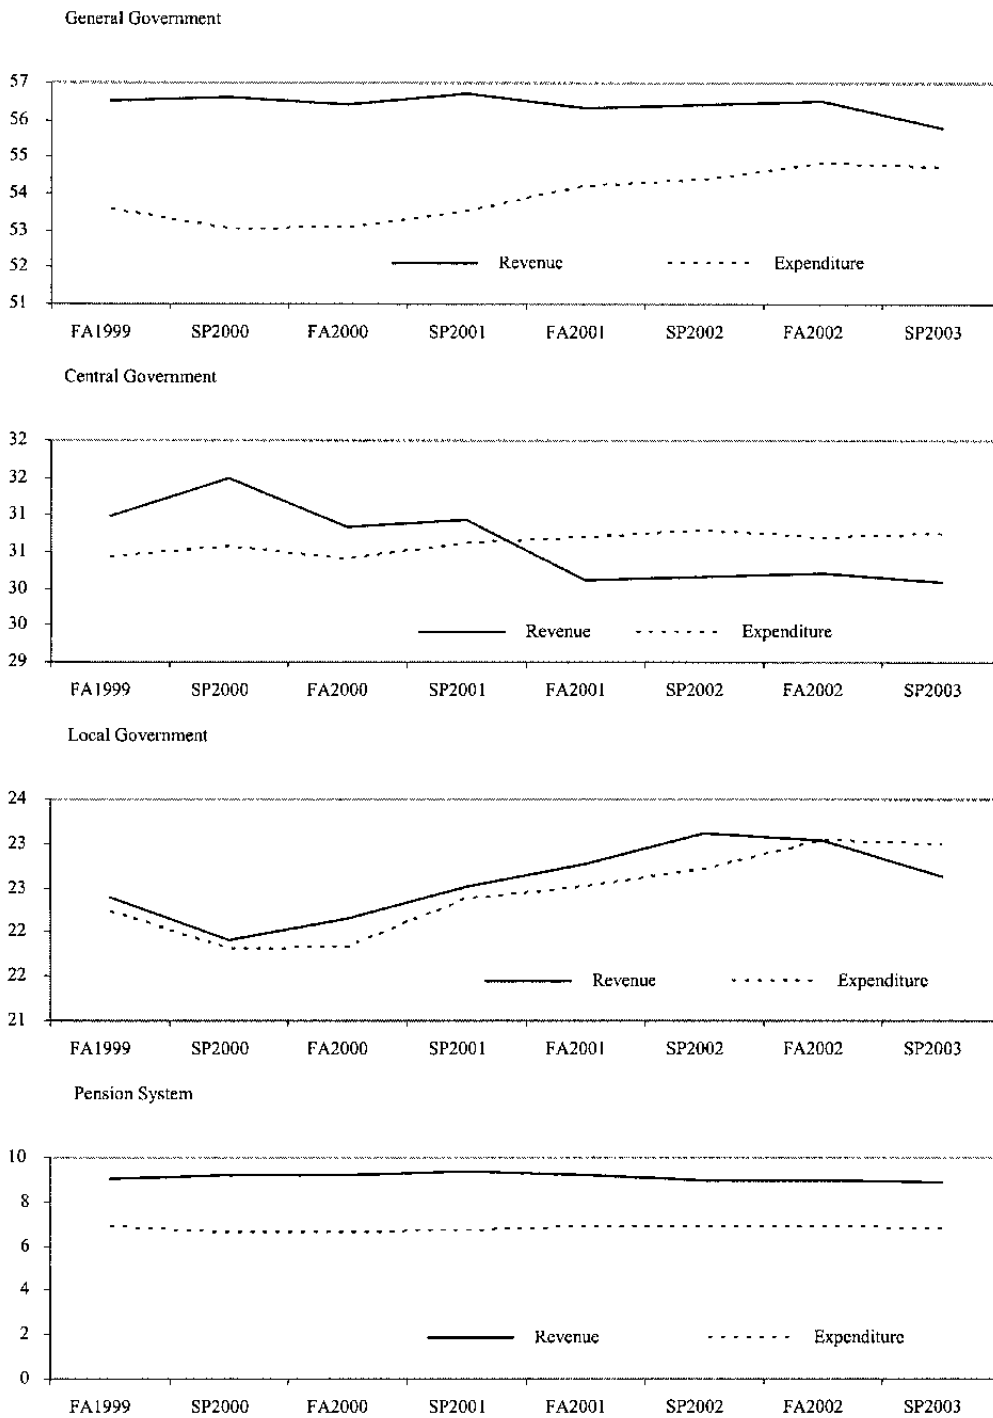 General Government
57
56
55
54
53
52
51
Revenue Expenditure
FA1999 SP2000 FA2000 SP2001 FA2001 SP2002 FA2002 SP2003
Central Government
32
32
31
31
30
30
29
Revenue Expenditure
FA1999 SP2000 FA2000 SP2001 FA2001 SP2002 FA2002 SP2003
Local Government
24
23
23
22
22
21
Revenue Expenditure
FA1999 SP2000 FA2000 SP2001 FA2001 SP2002 FA2002 SP2003
Pension System
10
8
6
4
2
0
Revenue Expenditure
FA1999 SP2000 FA2000 SP2001 FA2001 SP2002 FA2002 SP2003